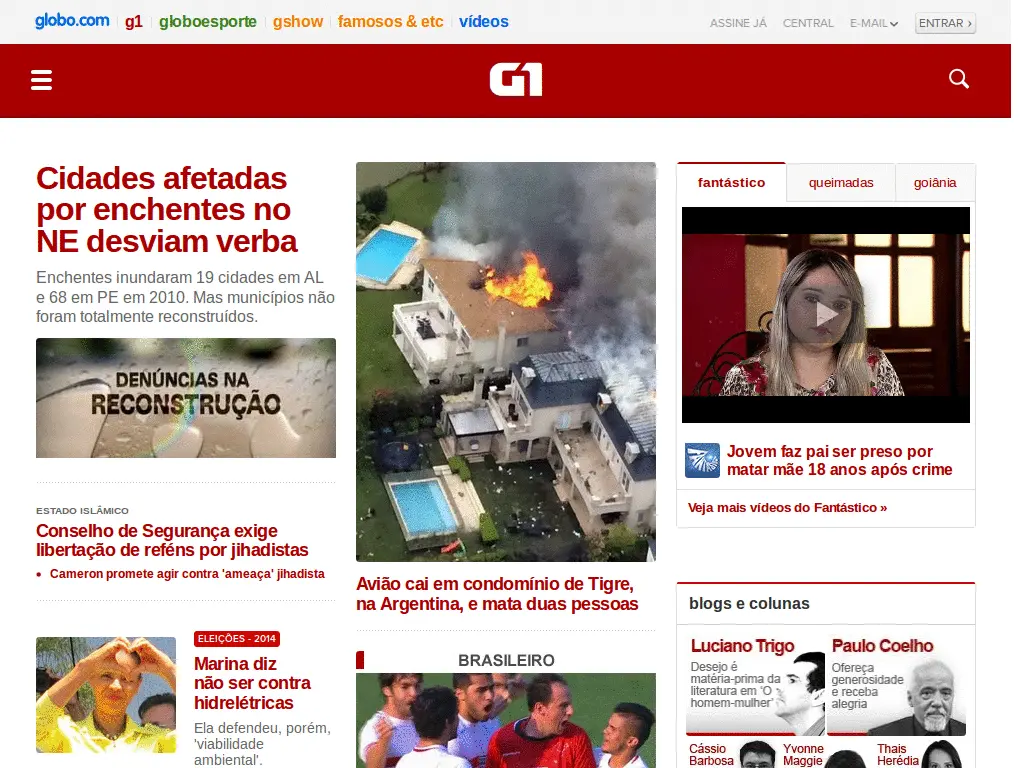 globo.com
g1
globoesporte
gshow
famosos & etc
vídeos
ASSINE JÁ
CENTRAL
E-MAIL
ENTRAR ›
G1
Cidades afetadas
por enchentes no
NE desviam verba
Enchentes inundaram 19 cidades em AL
e 68 em PE em 2010. Mas municípios não
foram totalmente reconstruídos.
DENÚNCIAS NA
RECONSTRUÇÃO
ESTADO ISLÂMICO
Conselho de Segurança exige
libertação de reféns por jihadistas
• Cameron promete agir contra 'ameaça' jihadista
ELEIÇÕES - 2014
Marina diz
não ser contra
hidrelétricas
Ela defendeu, porém,
'viabilidade
ambiental'.
Avião cai em condomínio de Tigre,
na Argentina, e mata duas pessoas
BRASILEIRO
fantástico
queimadas
goiânia
Jovem faz pai ser preso por
matar mãe 18 anos após crime
Veja mais vídeos do Fantástico »
blogs e colunas
Luciano Trigo
Desejo é
matéria-prima da
literatura em 'O
homem-mulher'
Paulo Coelho
Ofereça
generosidade
e receba
alegria
Cássio
Barbosa
Yvonne
Maggie
Thais
Herédia